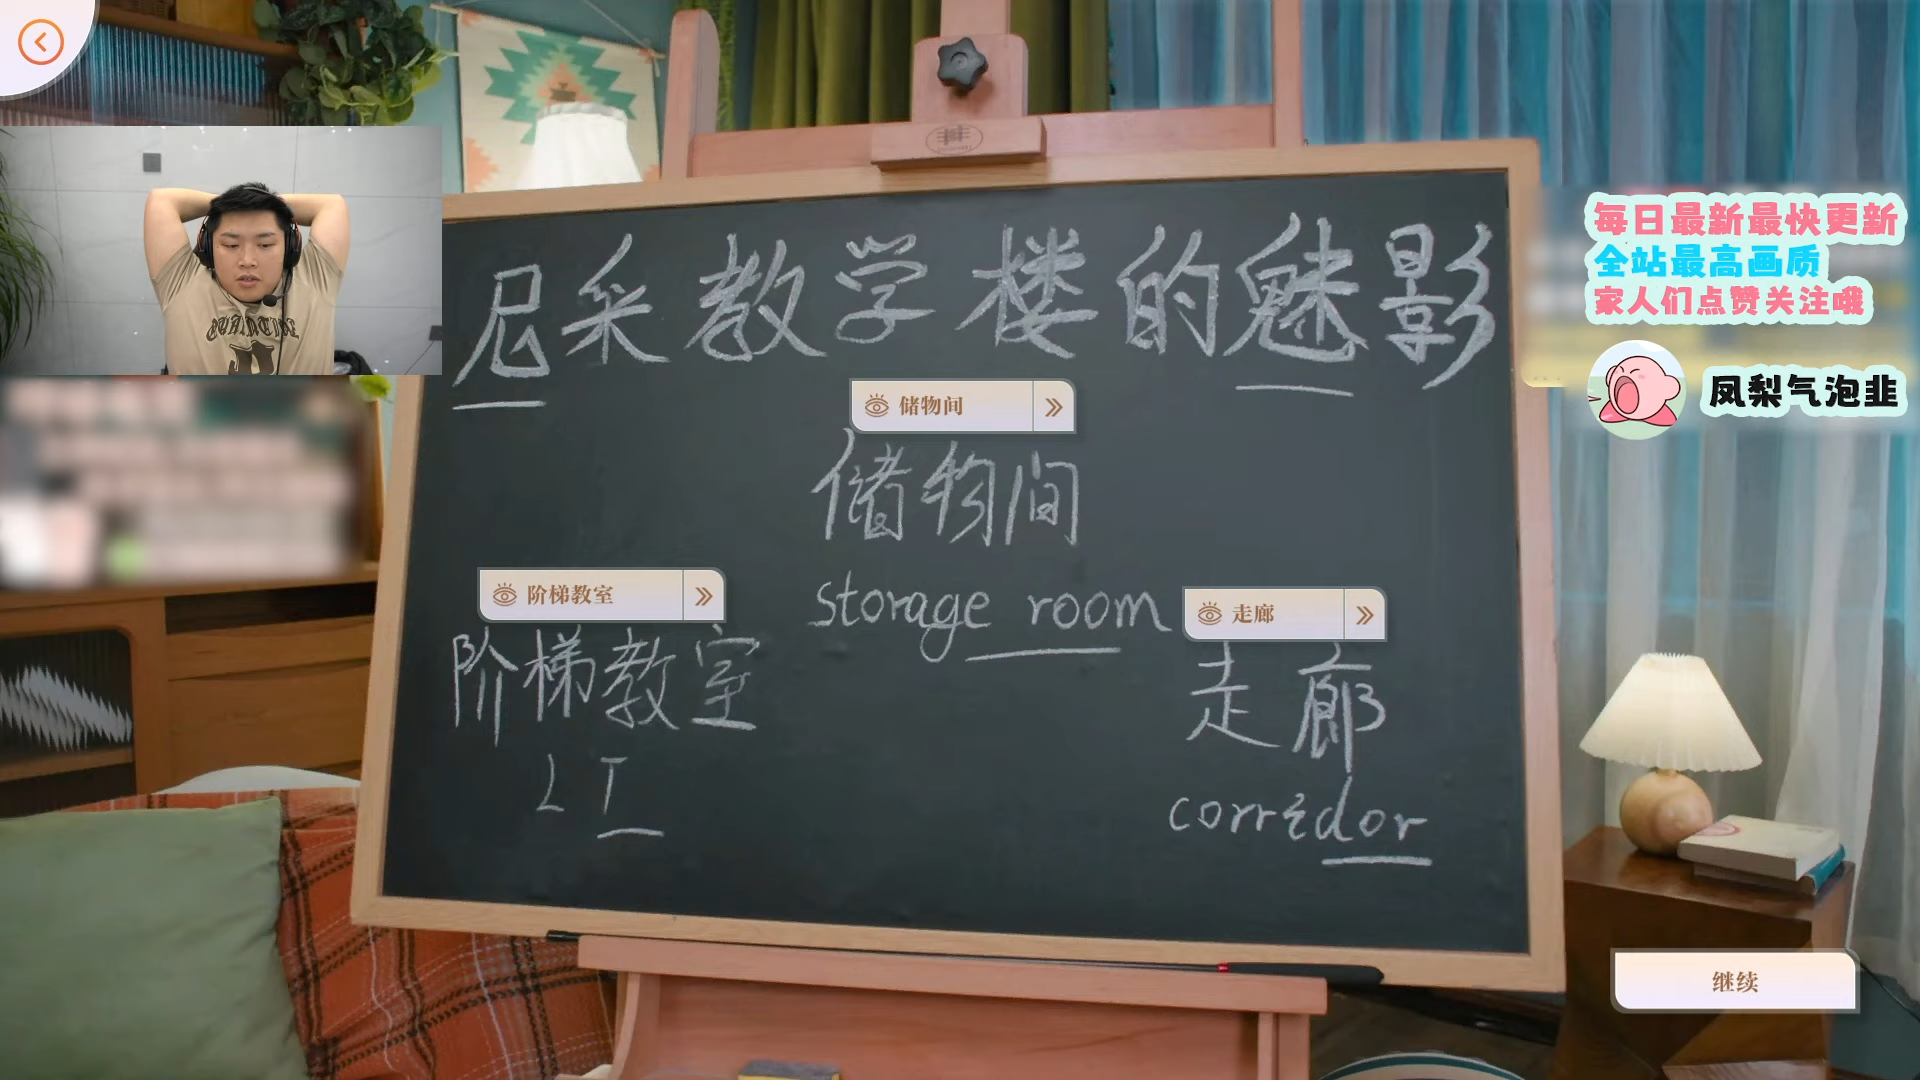 尼采教学楼的魅影
储物间
储物间
storage room
阶梯教室
阶梯教室
LT
走廊
走廊
corridor
每日最新最快更新
全站最高画质
家人们点赞关注哦
凤梨气泡韭
继续